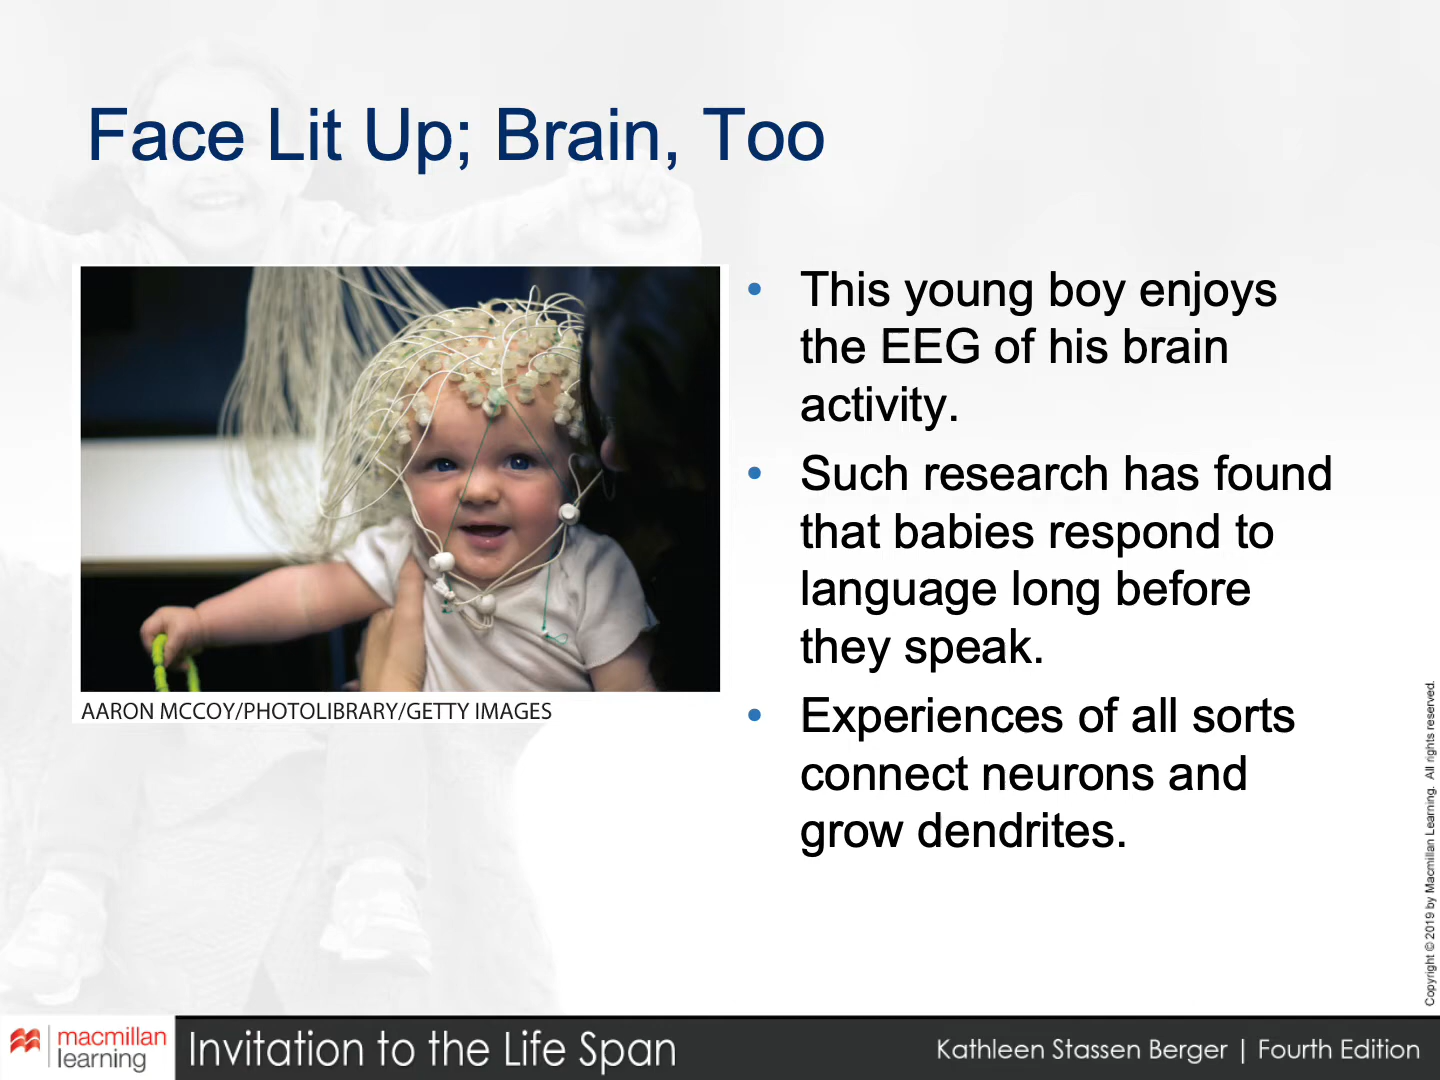 Face Lit Up; Brain, Too
• This young boy enjoys
the EEG of his brain
activity.
• Such research has found
that babies respond to
language long before
they speak.
• Experiences of all sorts
connect neurons and
grow dendrites.
AARON MCCOY/PHOTOLIBRARY/GETTY IMAGES
Copyright © 2019 by Macmillan Learning. All rights reserved.
macmillan
learning
Invitation to the Life Span
Kathleen Stassen Berger | Fourth Edition